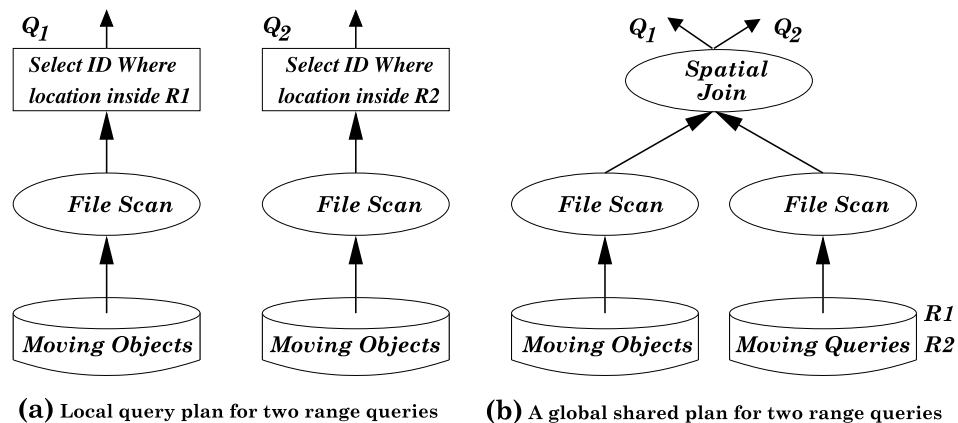 Q1
Select ID Where
location inside R1
File Scan
Moving Objects
Q2
Select ID Where
location inside R2
File Scan
Moving Objects
(a) Local query plan for two range queries
Q1 Q2
Spatial
Join
File Scan
File Scan
Moving Objects
Moving Queries
R1
R2
(b) A global shared plan for two range queries